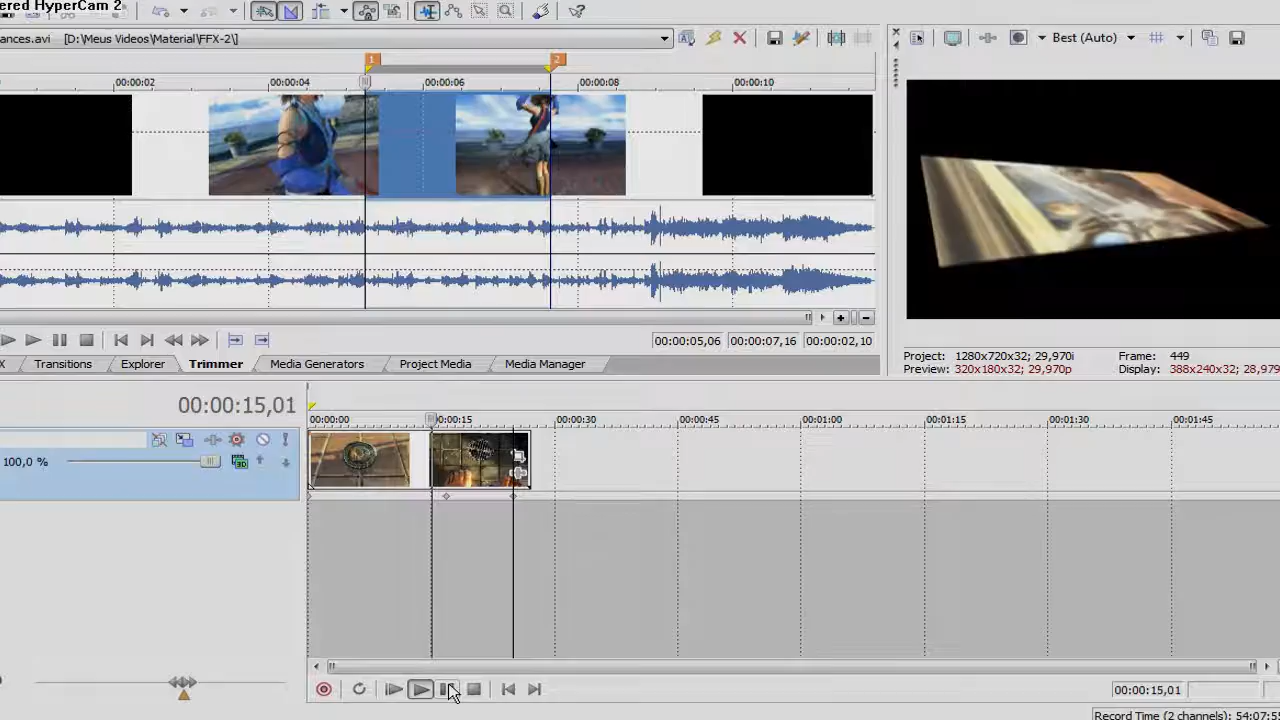 ered HyperCam 2
ances.avi [D:\Meus Videos\Material\FFX-2\]
Best (Auto)
1 2
00:00:02 00:00:04 00:00:06 00:00:08 00:00:10
00:00:05,06 00:00:07,16 00:00:02,10
X Transitions Explorer Trimmer Media Generators Project Media Media Manager
Project: 1280x720x32; 29,970i Frame: 449
Preview: 320x180x32; 29,970p Display: 388x240x32; 28,979
00:00:15,01
00:00:00 0:00:15 00:00:30 00:00:45 00:01:00 00:01:15 00:01:30 00:01:45
100,0 %
3D
00:00:15,01
Record Time (2 channels): 54:07:5